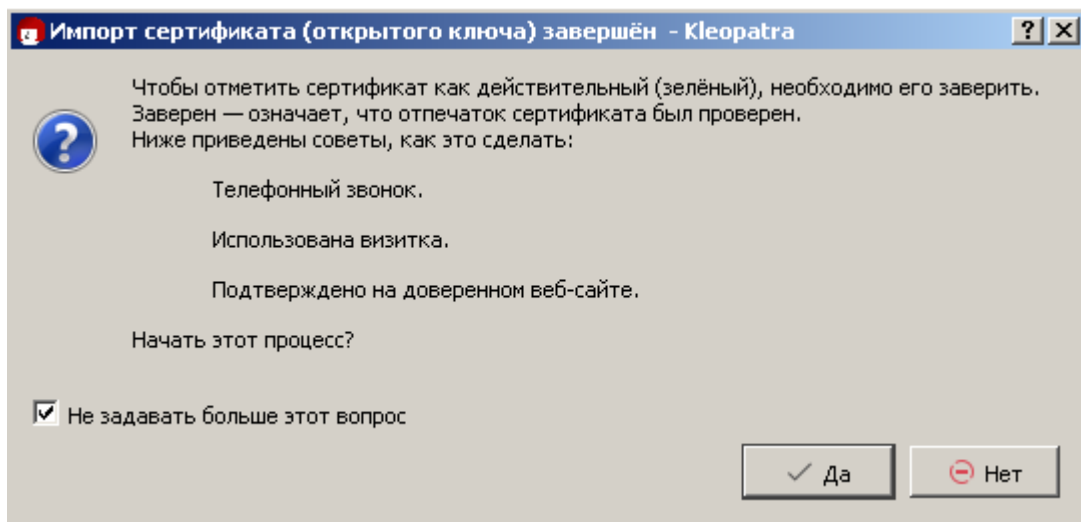 Импорт сертификата (открытого ключа) завершён - Kleopatra
Чтобы отметить сертификат как действительный (зелёный), необходимо его заверить.
Заверен — означает, что отпечаток сертификата был проверен.
Ниже приведены советы, как это сделать:
Телефонный звонок.
Использована визитка.
Подтверждено на доверенном веб-сайте.
Начать этот процесс?
Не задавать больше этот вопрос
Да
Нет